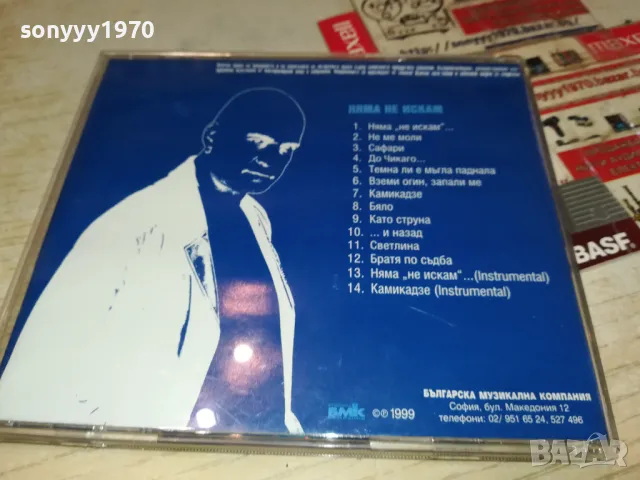 sonyyy1970
НЯМА НЕ ИСКАМ
1. Няма „не искам“...
2. Не ме моли
3. Сафари
4. До Чикаго...
5. Темна ли е мъгла паднала
6. Вземи огин, запали ме
7. Камикадзе
8. Бяло
9. Като струна
10. ... и назад
11. Светлина
12. Братя по съдба
13. Няма „не искам“...(Instrumental)
14. Камикадзе (Instrumental)
БЪЛГАРСКА МУЗИКАЛНА КОМПАНИЯ
БМК ©℗ 1999
София, бул. Македония 12
телефони: 02/ 951 65 24, 527 496
BASF
BAZAR